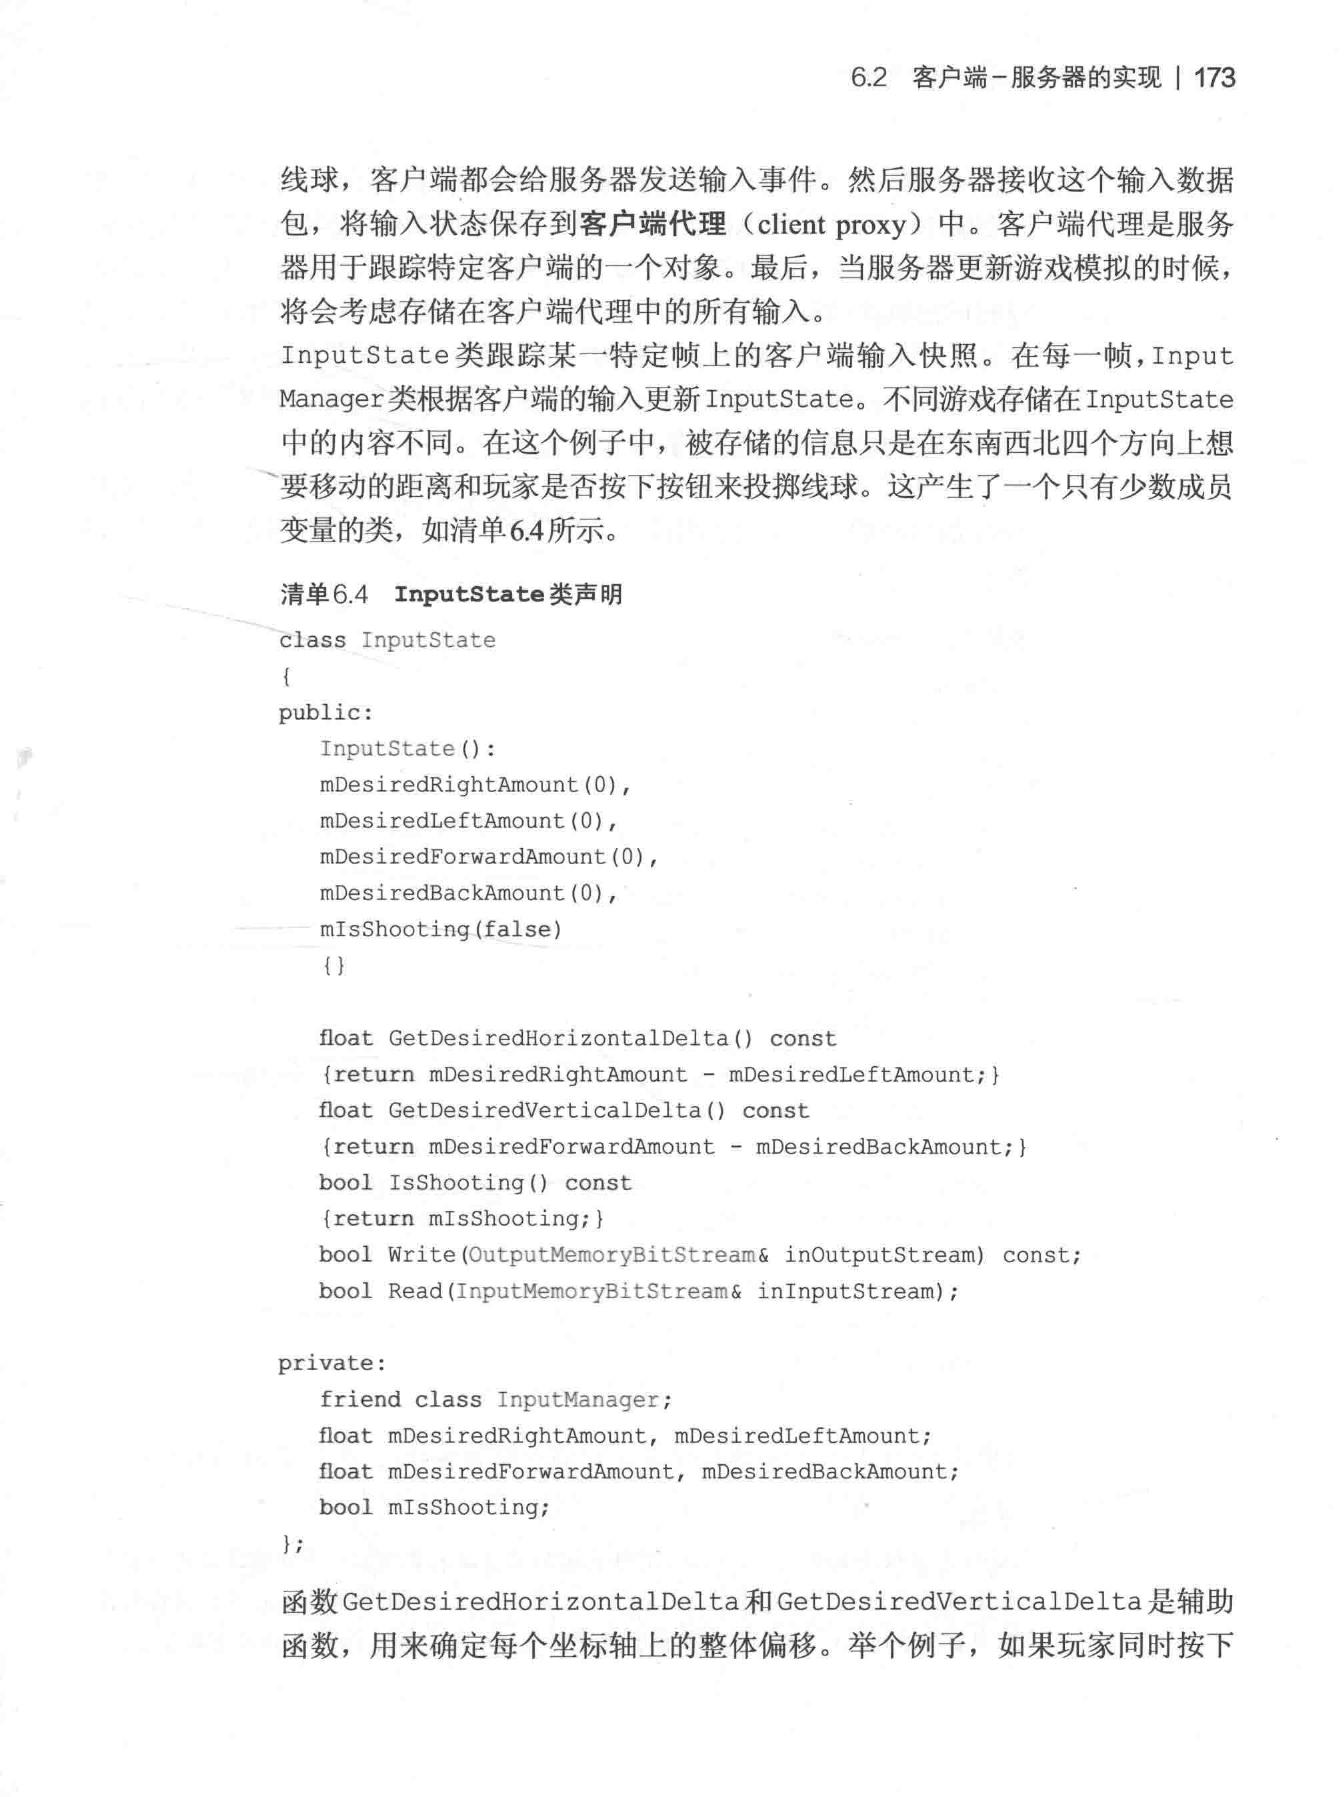 6.2 客户端-服务器的实现 | 173
线球，客户端都会给服务器发送输入事件。然后服务器接收这个输入数据
包，将输入状态保存到客户端代理（client proxy）中。客户端代理是服务
器用于跟踪特定客户端的一个对象。最后，当服务器更新游戏模拟的时候，
将会考虑存储在客户端代理中的所有输入。
InputState类跟踪某一特定帧上的客户端输入快照。在每一帧，Input
Manager类根据客户端的输入更新InputState。不同游戏存储在InputState
中的内容不同。在这个例子中，被存储的信息只是在东南西北四个方向上想
要移动的距离和玩家是否按下按钮来投掷线球。这产生了一个只有少数成员
变量的类，如清单6.4所示。
清单6.4 InputState类声明
class InputState
{
public:
InputState():
mDesiredRightAmount(0),
mDesiredLeftAmount(0),
mDesiredForwardAmount(0),
mDesiredBackAmount(0),
mIsShooting(false)
{}
float GetDesiredHorizontalDelta() const
{return mDesiredRightAmount - mDesiredLeftAmount;}
float GetDesiredVerticalDelta() const
{return mDesiredForwardAmount - mDesiredBackAmount;}
bool IsShooting() const
{return mIsShooting;}
bool Write(OutputMemoryBitStream& inOutputStream) const;
bool Read(InputMemoryBitStream& inInputStream);
private:
friend class InputManager;
float mDesiredRightAmount, mDesiredLeftAmount;
float mDesiredForwardAmount, mDesiredBackAmount;
bool mIsShooting;
};
函数GetDesiredHorizontalDelta和GetDesiredVerticalDelta是辅助
函数，用来确定每个坐标轴上的整体偏移。举个例子，如果玩家同时按下